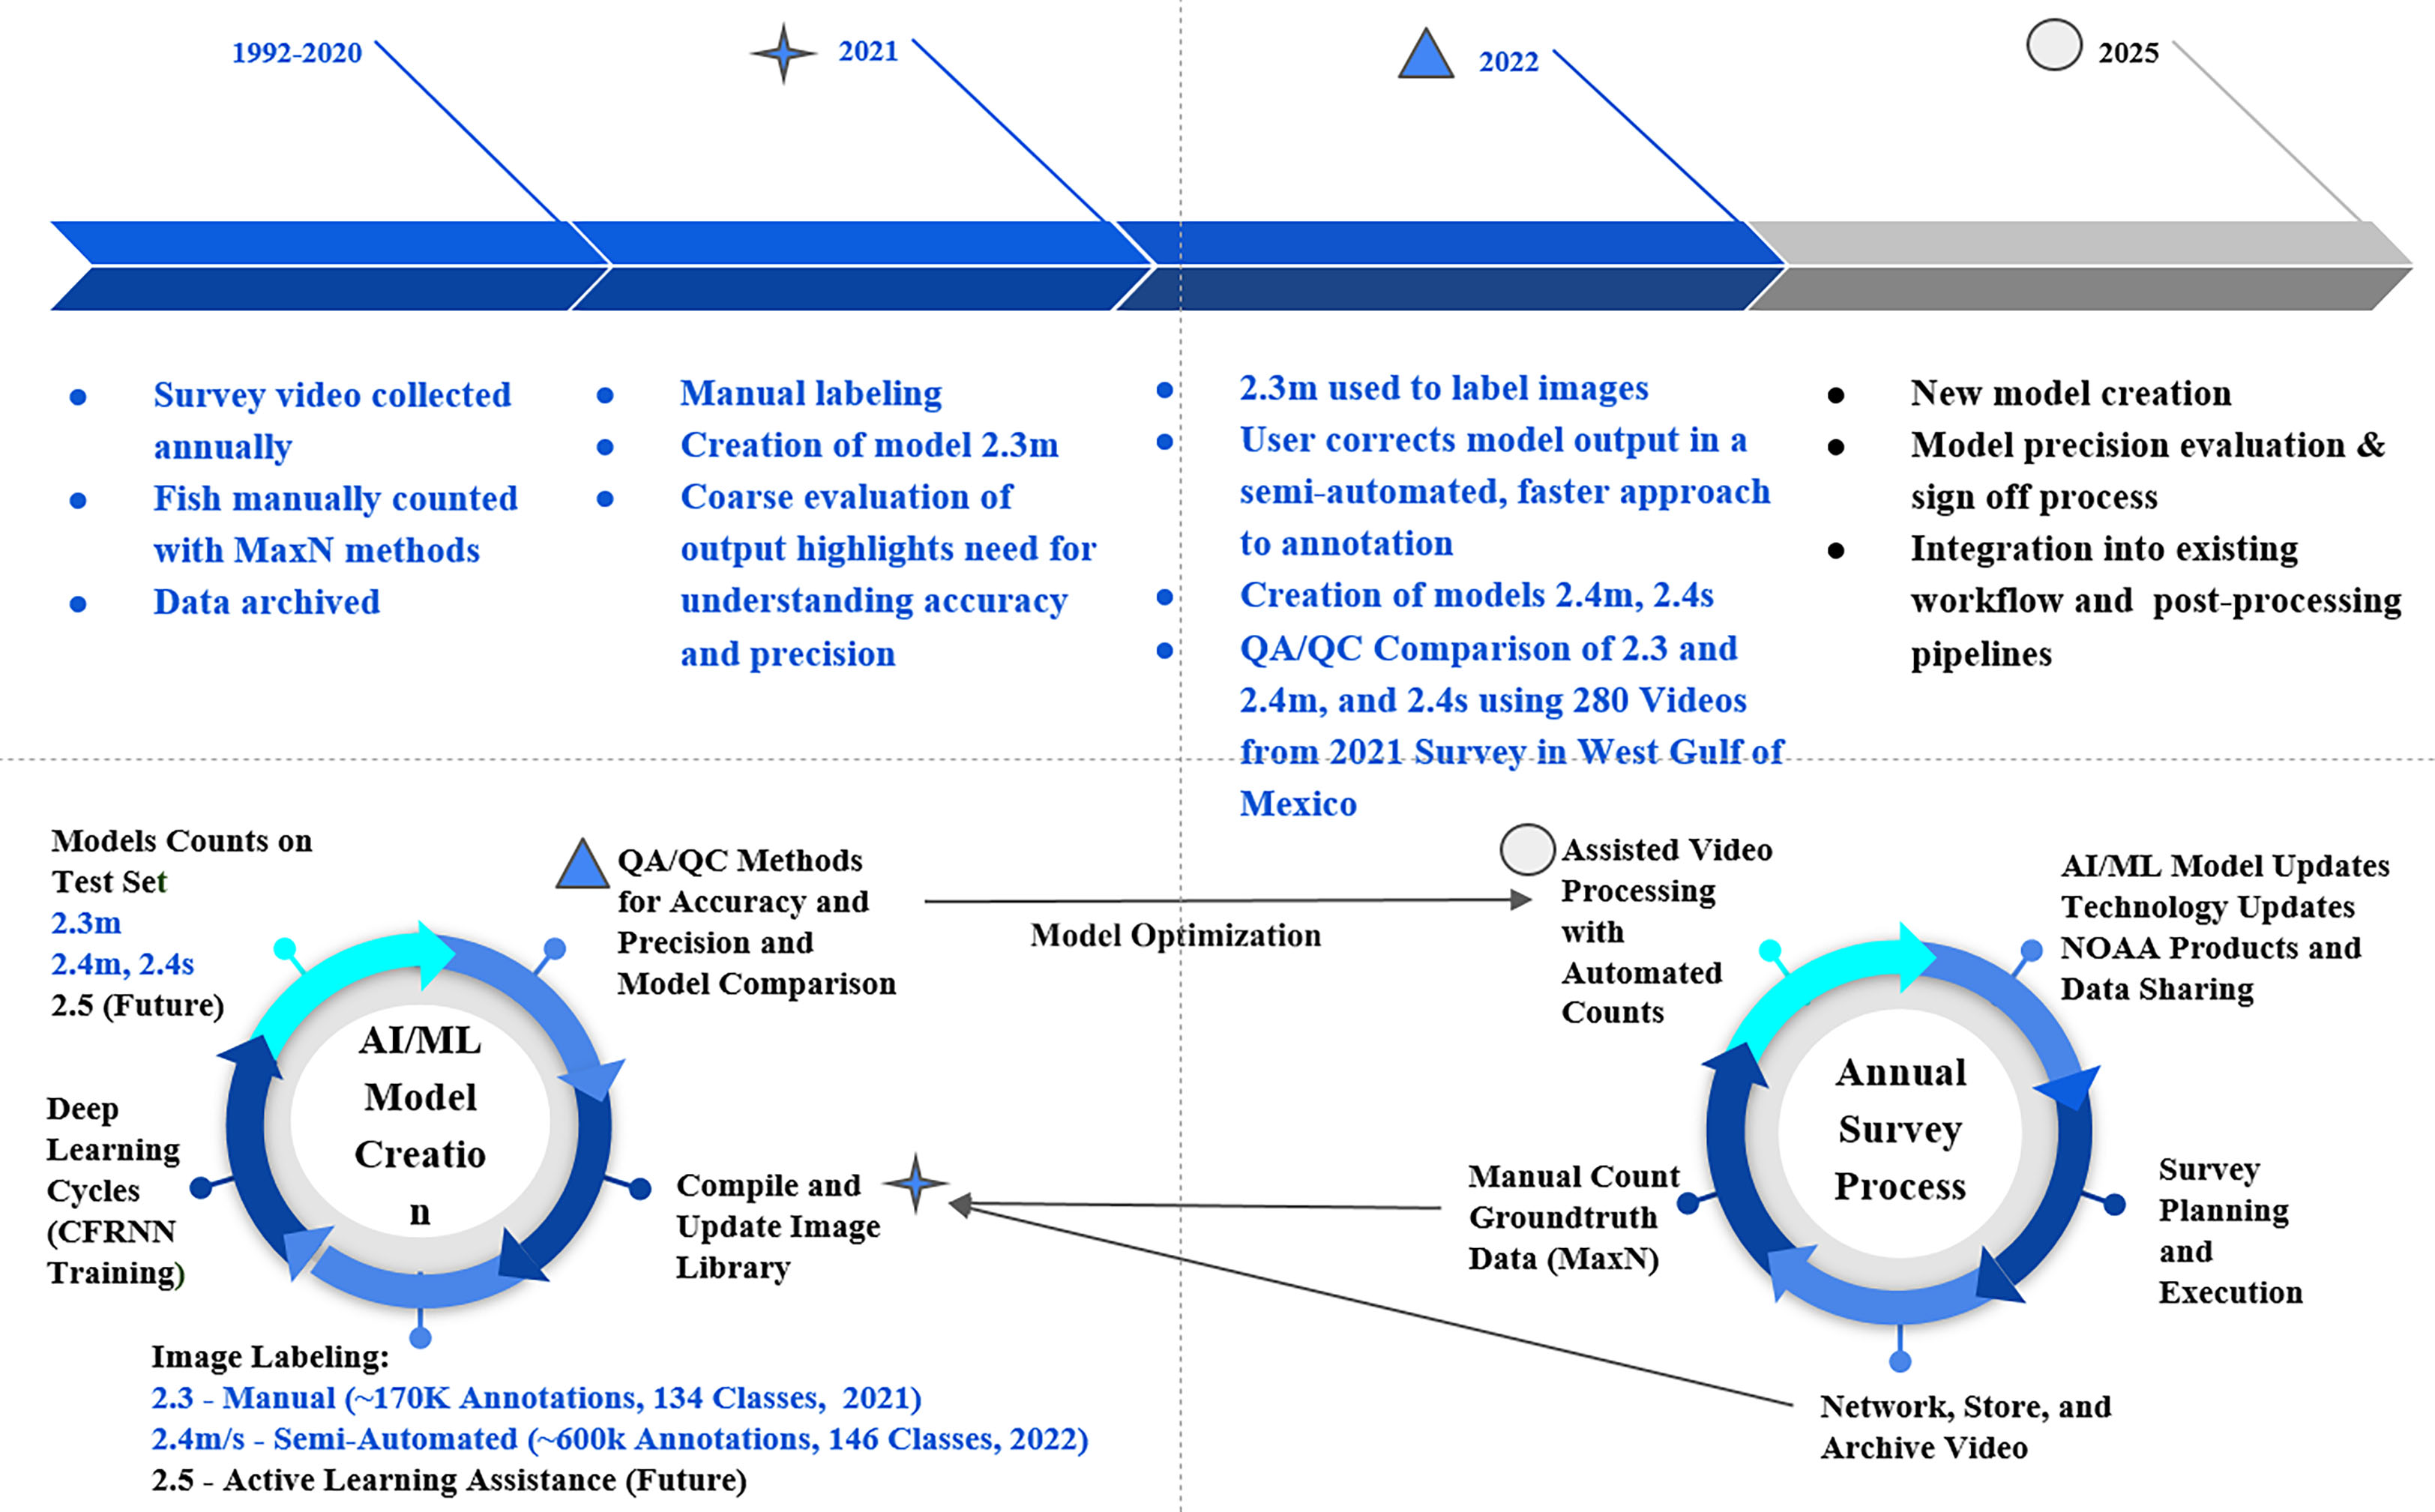 1992-2020
2021
2022
2025
Survey video collected
annually
Fish manually counted
with MaxN methods
Data archived
Manual labeling
Creation of model 2.3m
Coarse evaluation of
output highlights need for
understanding accuracy
and precision
2.3m used to label images
User corrects model output in a
semi-automated, faster approach
to annotation
Creation of models 2.4m, 2.4s
QA/QC Comparison of 2.3 and
2.4m, and 2.4s using 280 Videos
from 2021 Survey in West Gulf of
Mexico
New model creation
Model precision evaluation &
sign off process
Integration into existing
workflow and  post-processing
pipelines
Models Counts on
Test Set
2.3m
2.4m, 2.4s
2.5 (Future)
QA/QC Methods
for Accuracy and
Precision and
Model Comparison
AI/ML
Model
Creatio
n
Deep
Learning
Cycles
(CFRNN
Training)
Compile and
Update Image
Library
Image Labeling:
2.3 - Manual (~170K Annotations, 134 Classes,  2021)
2.4m/s - Semi-Automated (~600k Annotations, 146 Classes, 2022)
2.5 - Active Learning Assistance (Future)
Model Optimization
Assisted Video
Processing
with
Automated
Counts
AI/ML Model Updates
Technology Updates
NOAA Products and
Data Sharing
Annual
Survey
Process
Manual Count
Groundtruth
Data (MaxN)
Survey
Planning
and
Execution
Network, Store, and
Archive Video